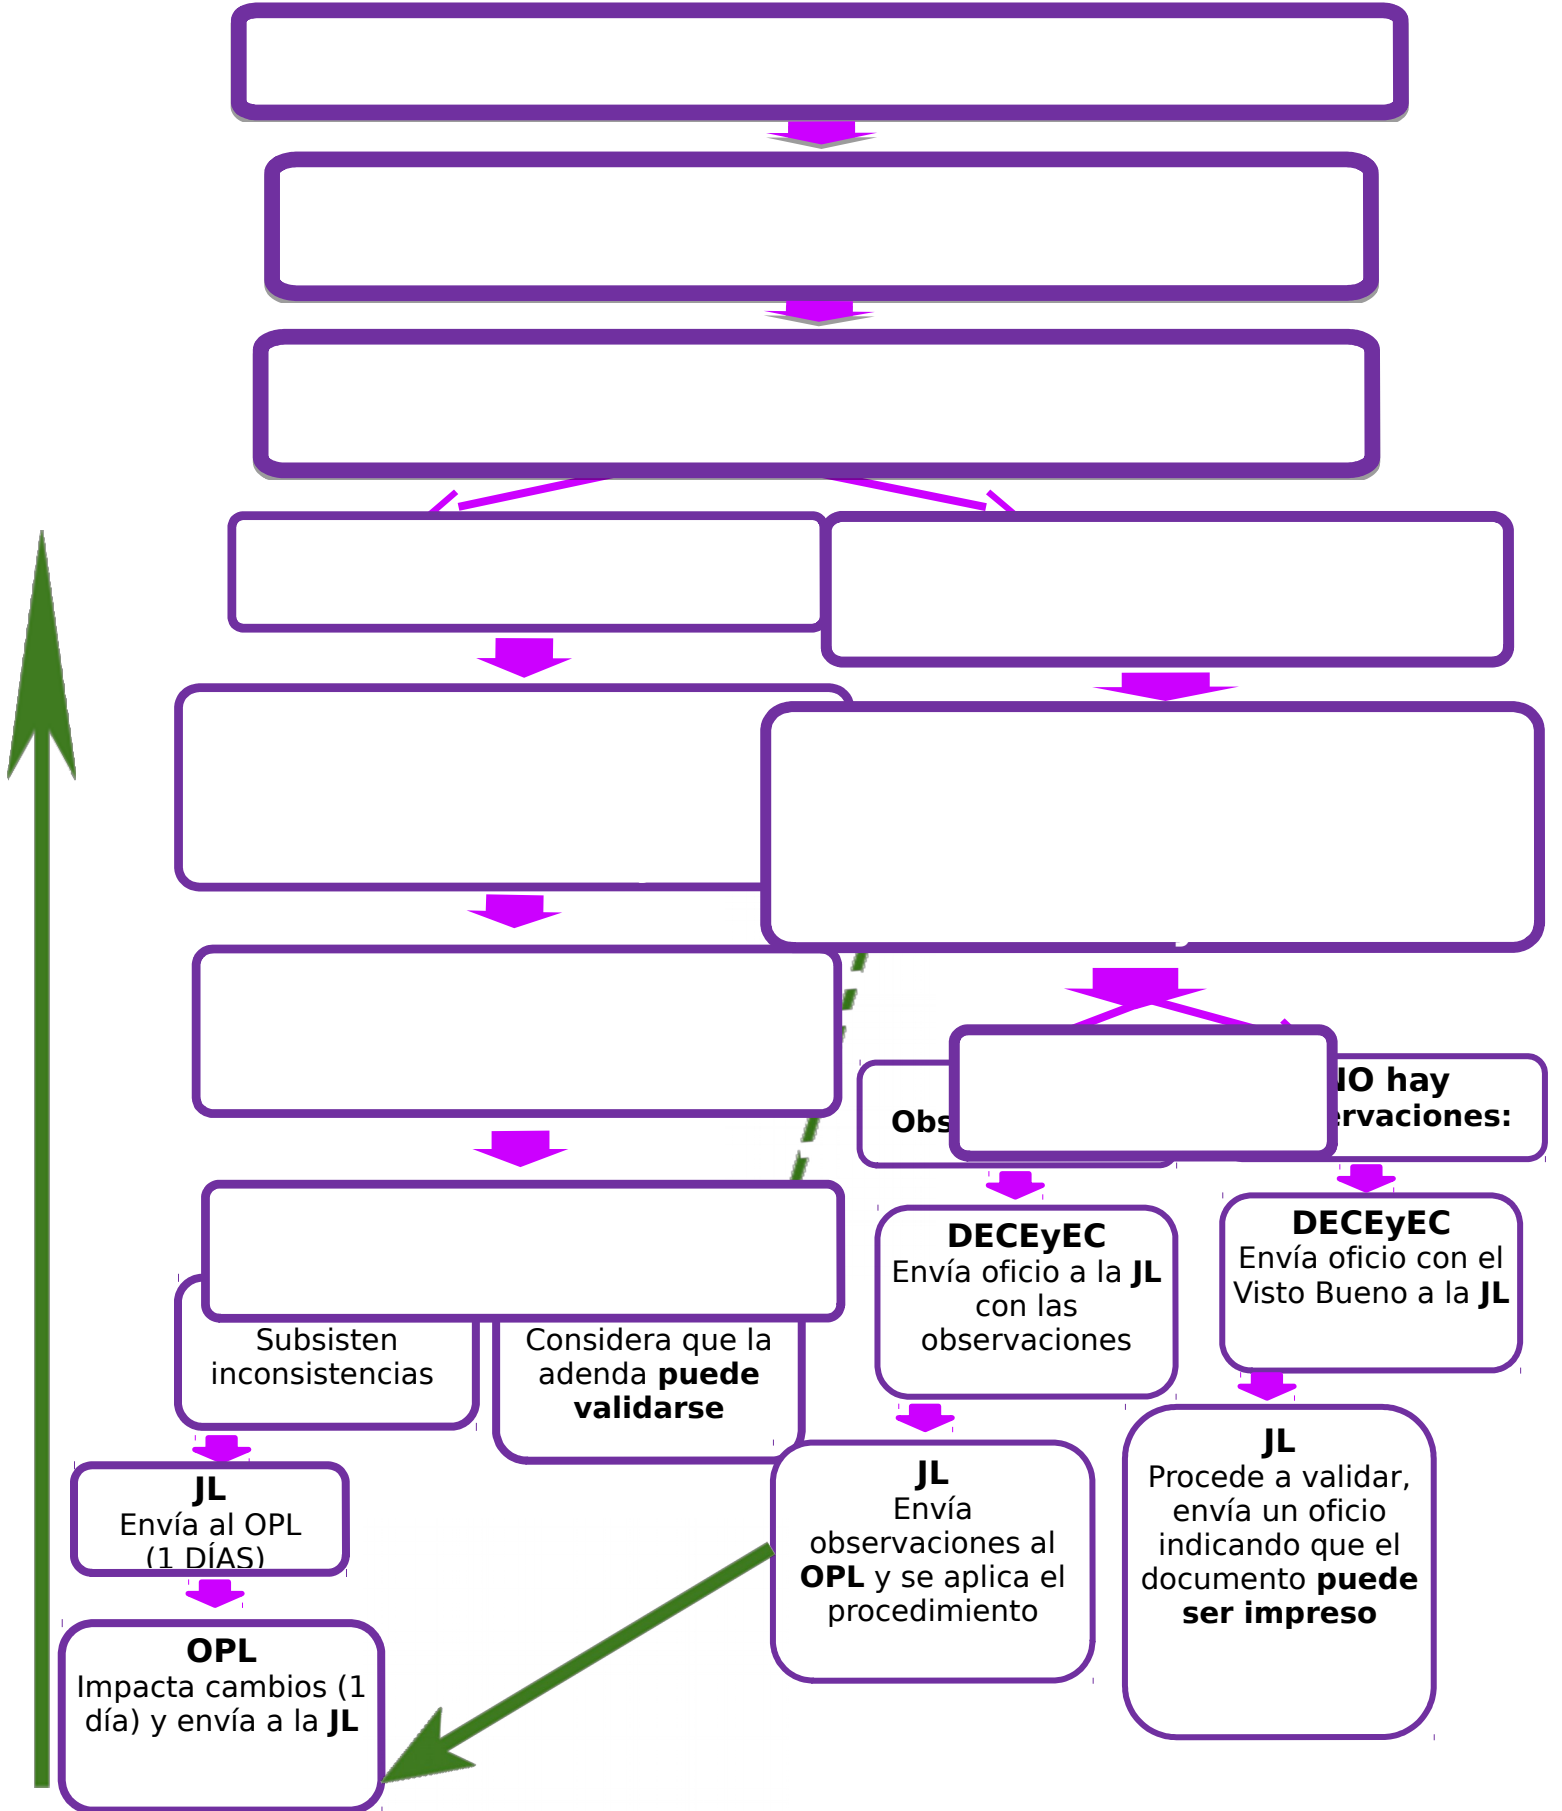 Obs
NO hay
ervaciones:
DECEyEC
Envía oficio a la JL
con las
observaciones
DECEyEC
Envía oficio con el
Visto Bueno a la JL
Subsisten
inconsistencias
Considera que la
adenda puede
validarse
JL
Envía al OPL
(1 DÍAS)
OPL
Impacta cambios (1
día) y envía a la JL
JL
Envía
observaciones al
OPL y se aplica el
procedimiento
JL
Procede a validar,
envía un oficio
indicando que el
documento puede
ser impreso